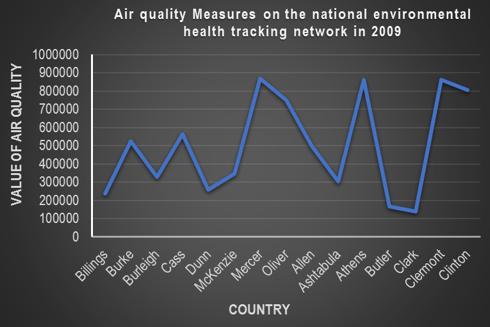 Air quality Measures on the national environmental
health tracking network in 2009
VALUE OF AIR QUALITY
1000000
900000
800000
700000
600000
500000
400000
300000
200000
100000
0
Billings
Burke
Burleigh
Cass
Dunn
McKenzie
Mercer
Oliver
Allen
Ashtabula
Athens
Butler
Clark
Clermont
Clinton
COUNTRY